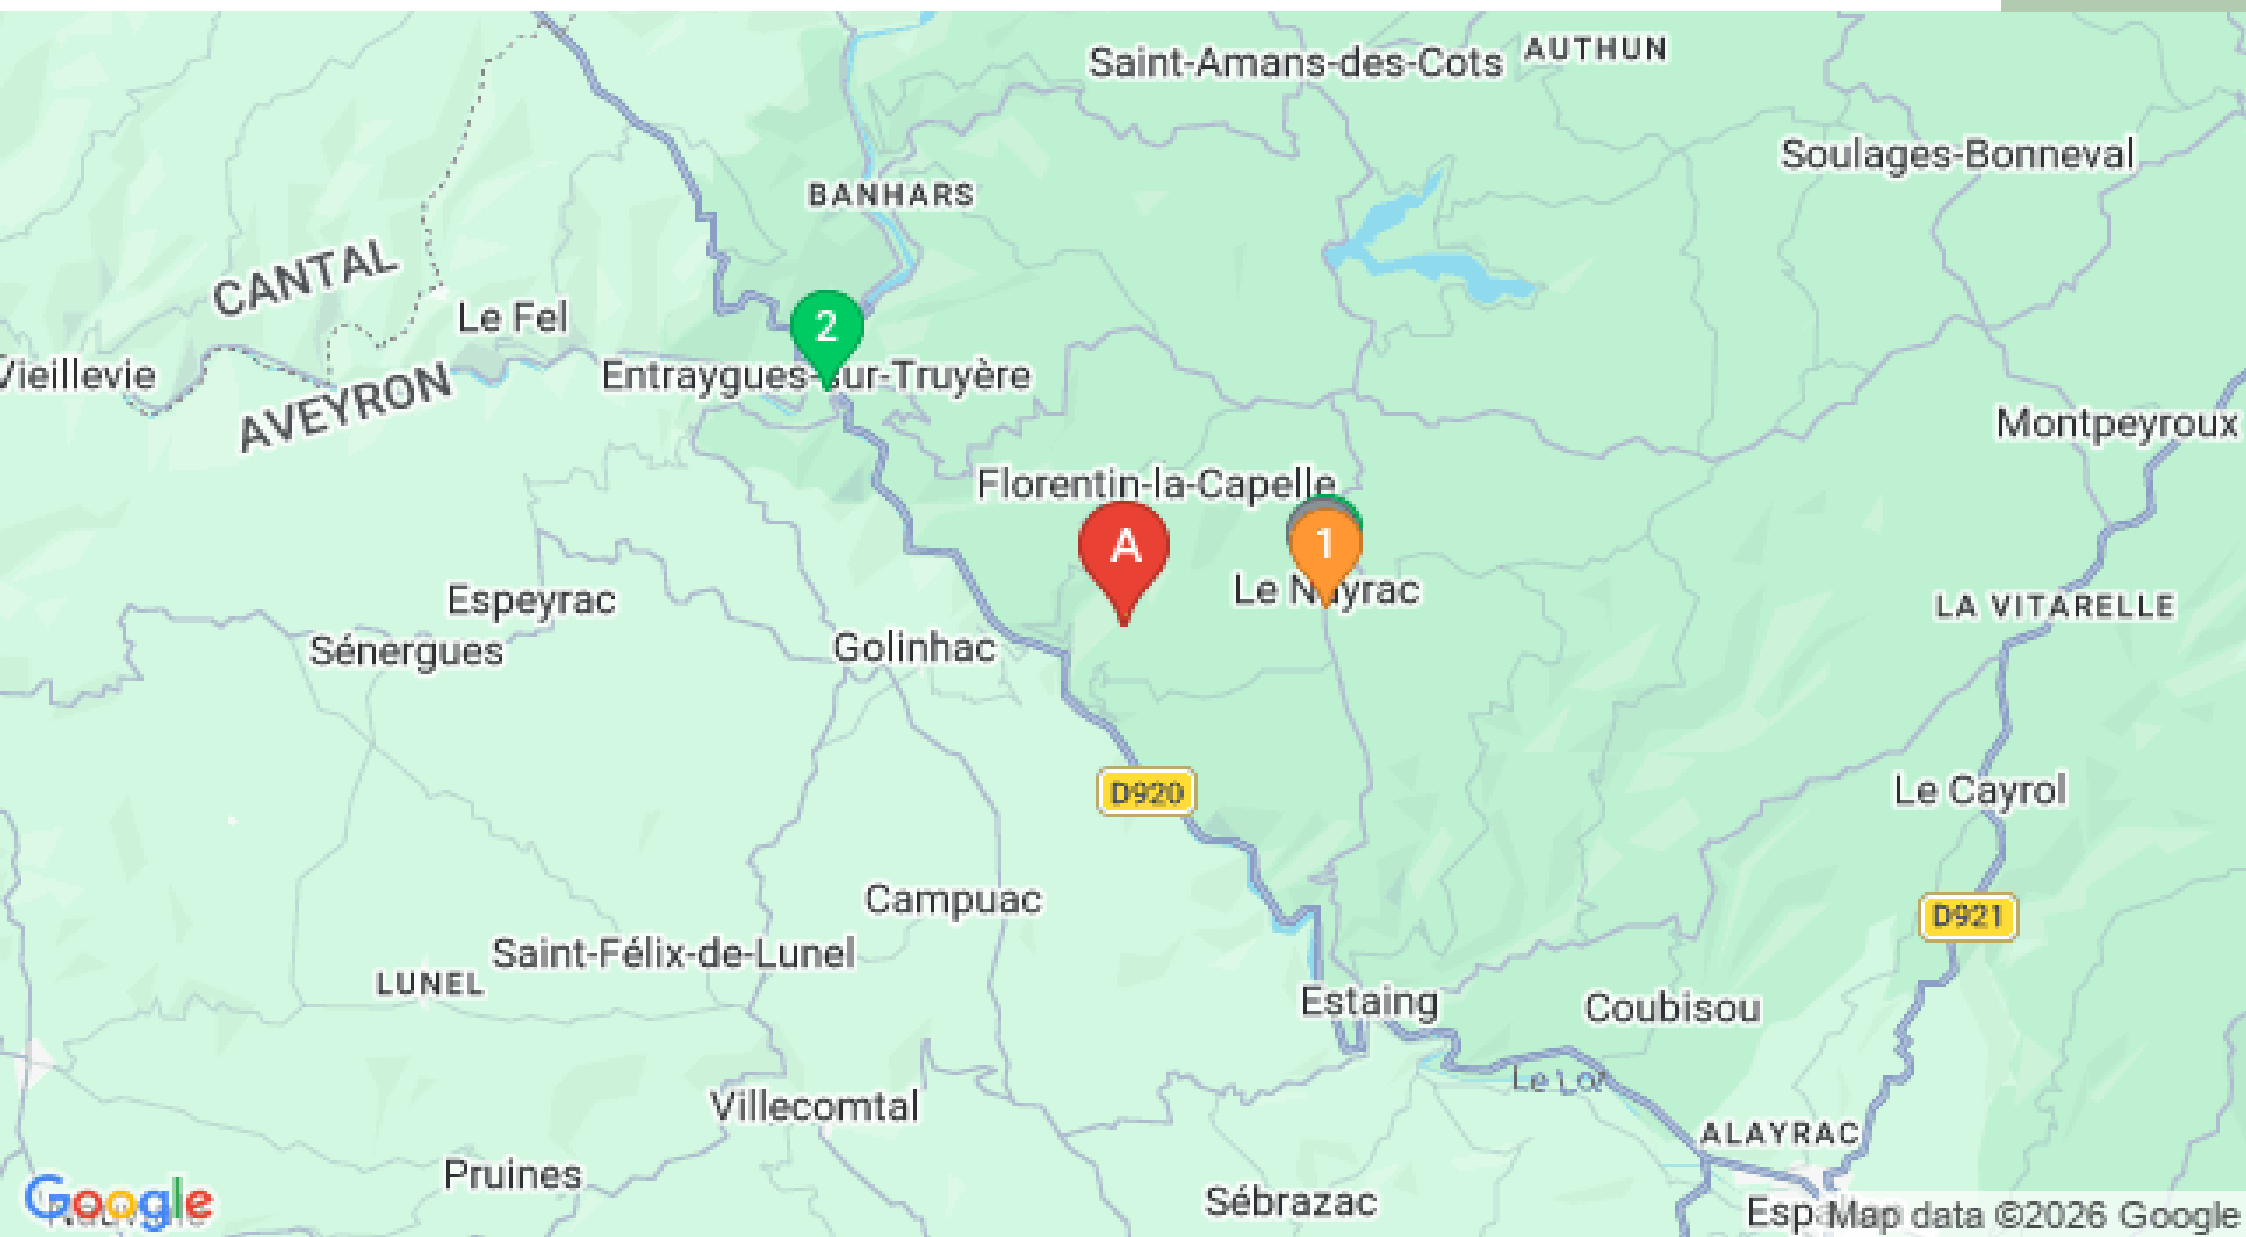 Saint-Amans-des-Cots
AUTHUN
Soulages-Bonneval
BANHARS
CANTAL
Le Fel
2
Vieillevie
Entraygues-sur-Truyère
AVEYRON
Montpeyroux
Florentin-la-Capelle
A
1
Le Nayrac
Espeyrac
LA VITARELLE
Sénergues
Golinhac
D920
Le Cayrol
Campuac
D921
Saint-Félix-de-Lunel
LUNEL
Estaing
Coubisou
Le Lot
Villecomtal
ALAYRAC
Pruines
Google
Sébrazac
Map data ©2026 Google